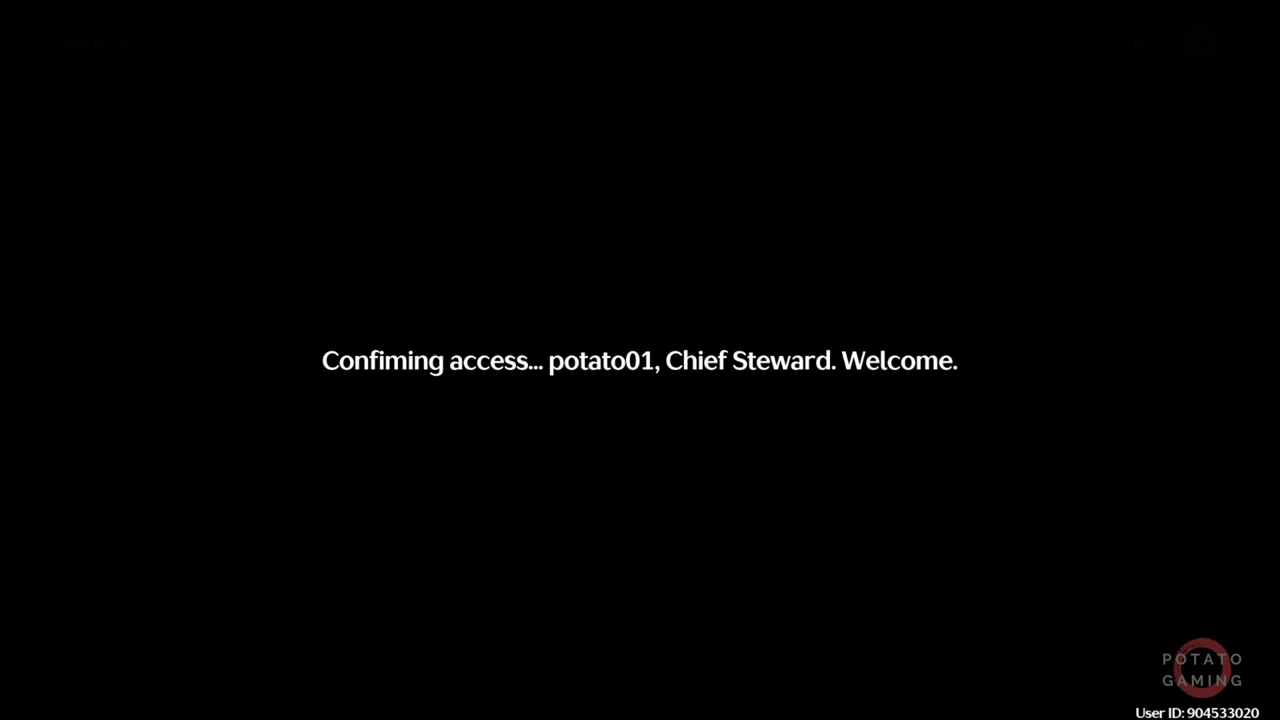 Confiming access... potato01, Chief Steward. Welcome.
POTATO
GAMING
User ID: 904533020